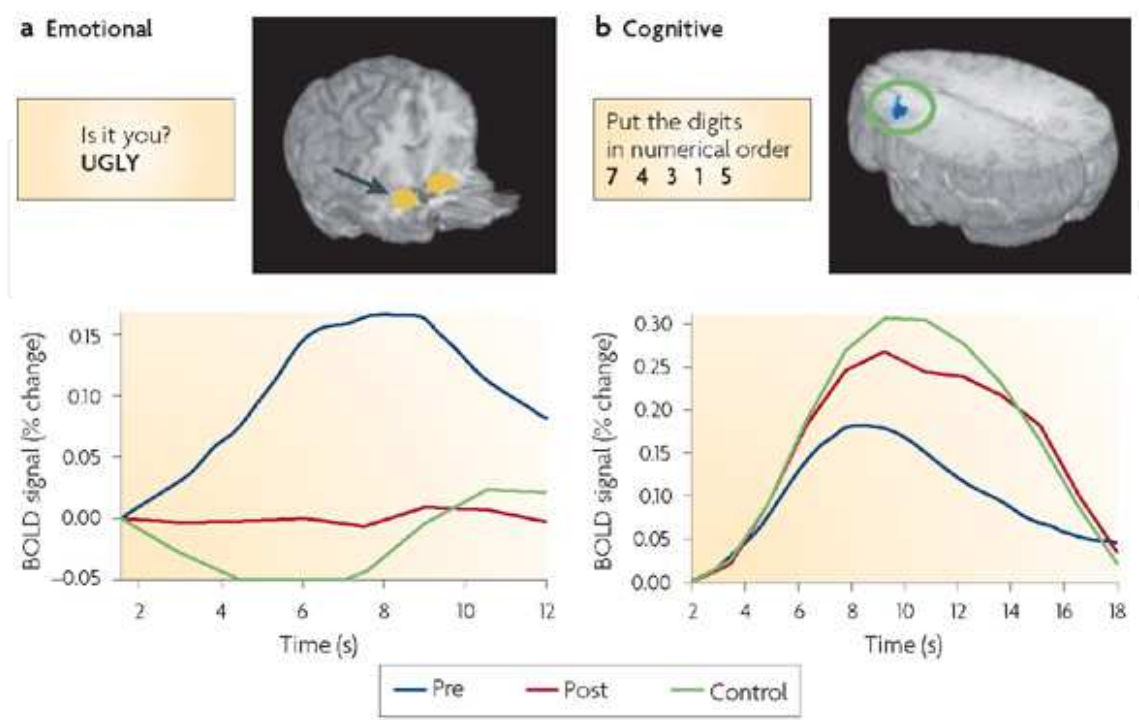 a Emotional
Is it you?
UGLY
b Cognitive
Put the digits
in numerical order
7 4 3 1 5
BOLD signal (% change)
0.15
0.10
0.05
0.00
–0.05
2 4 6 8 10 12
Time (s)
BOLD signal (% change)
0.30
0.25
0.20
0.15
0.10
0.05
0.00
2 4 6 8 10 12 14 16 18
Time (s)
Pre Post Control